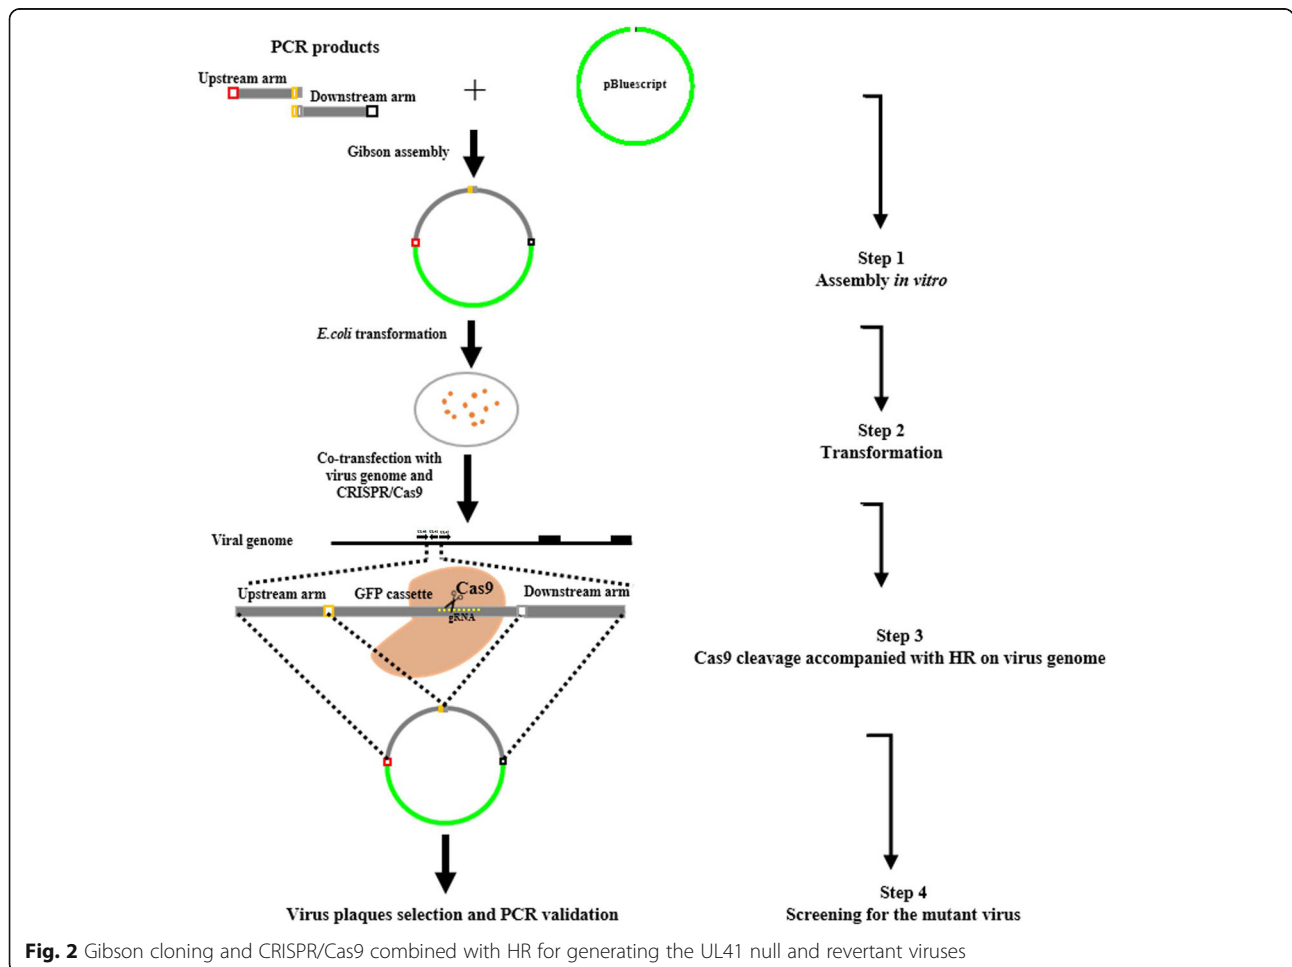 PCR products
Upstream arm
Downstream arm
pBluescript
Gibson assembly
Step 1
Assembly in vitro
E.coli transformation
Step 2
Transformation
Co-transfection with
virus genome and
CRISPR/Cas9
Viral genome
Upstream arm
GFP cassette
Cas9
Downstream arm
gRNA
Step 3
Cas9 cleavage accompanied with HR on virus genome
Step 4
Screening for the mutant virus
Virus plaques selection and PCR validation
Fig. 2 Gibson cloning and CRISPR/Cas9 combined with HR for generating the UL41 null and revertant viruses